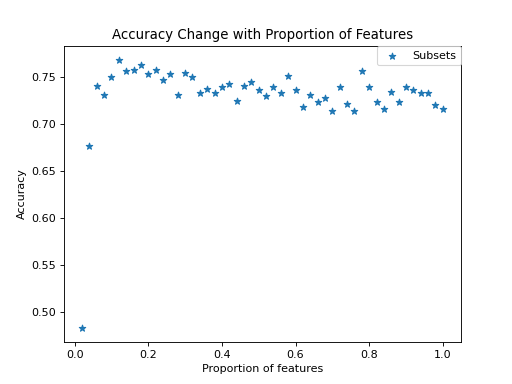 Accuracy Change with Proportion of Features
Subsets
Accuracy
0.75
0.70
0.65
0.60
0.55
0.50
0.0 0.2 0.4 0.6 0.8 1.0
Proportion of features